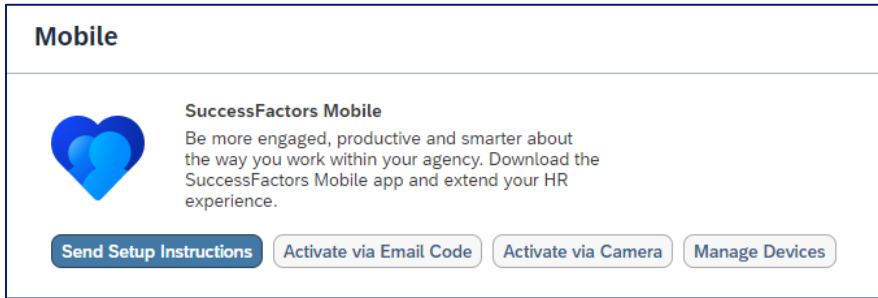 Mobile
SuccessFactors Mobile
Be more engaged, productive and smarter about
the way you work within your agency. Download the
SuccessFactors Mobile app and extend your HR
experience.
Send Setup Instructions Activate via Email Code Activate via Camera Manage Devices